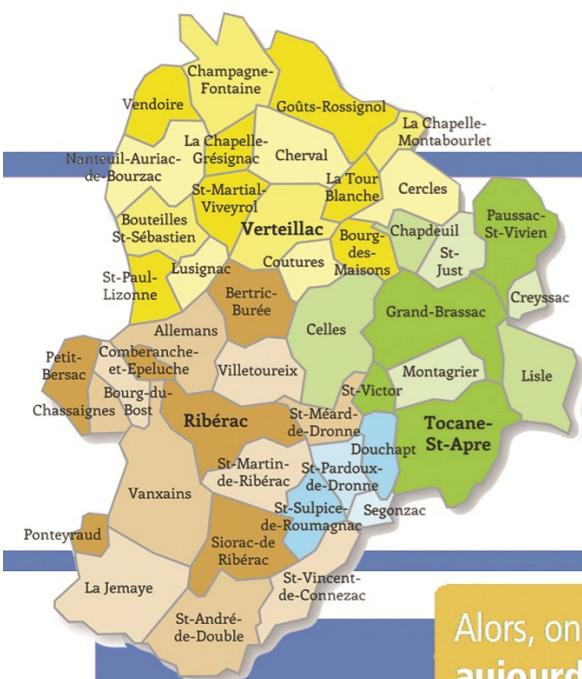 Champagne-
Fontaine
Vendoire
Goûts-Rossignol
La Chapelle-
Montabourlet
La Chapelle-
Grésignac
Cherval
Nanteuil-Auriac-
de-Bourzac
La Tour
Blanche
Cercles
St-Martial-
Viveyrol
Paussac-
St-Vivien
Bouteilles
St-Sébastien
Verteillac
Bourg-
des-
Maisons
Chapdeuil
St-
Just
Coutures
Lusignac
St-Paul-
Lizonne
Creyssac
Bertric-
Burée
Grand-Brassac
Allemans
Celles
Petit-
Bersac
Comberanche-
et-Epeluche
Villetoureix
Montagrier
Lisle
Bourg-du-
Bost
St-Victor
Chassaignes
Ribérac
St-Méard-
de-Dronne
Tocane-
St-Apre
Douchapt
St-Martin-
de-Ribérac
St-Pardoux-
de-Dronne
Vanxains
St-Sulpice-
de-Roumagnac
Segonzac
Ponteyraud
Siorac-de
Ribérac
La Jemaye
St-Vincent-
de-Connezac
St-André-
de-Double
Alors, on
aujourd